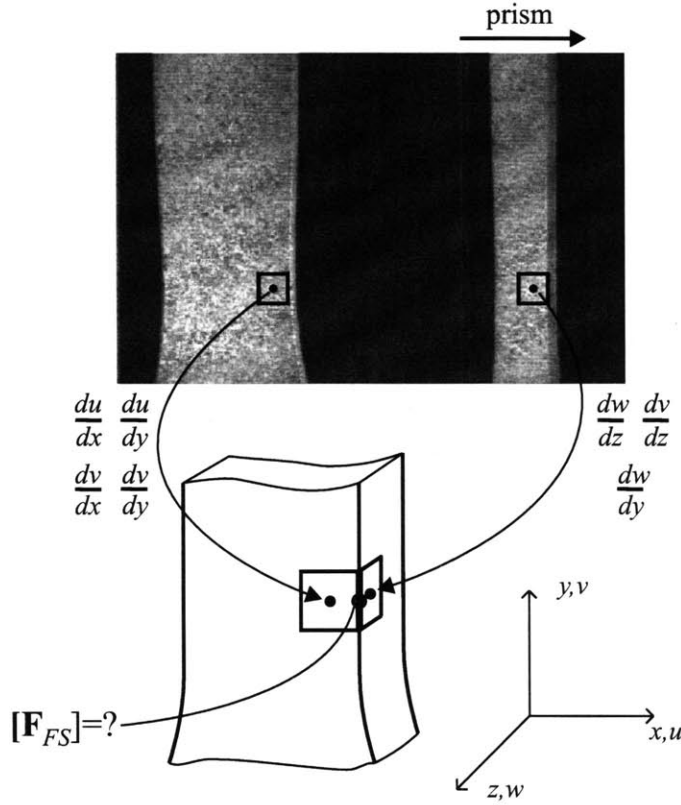 prism
du/dx du/dy
dv/dx dv/dy
dw/dz dv/dz
dw/dy
[F_FS]=?
y,v
x,u
z,w